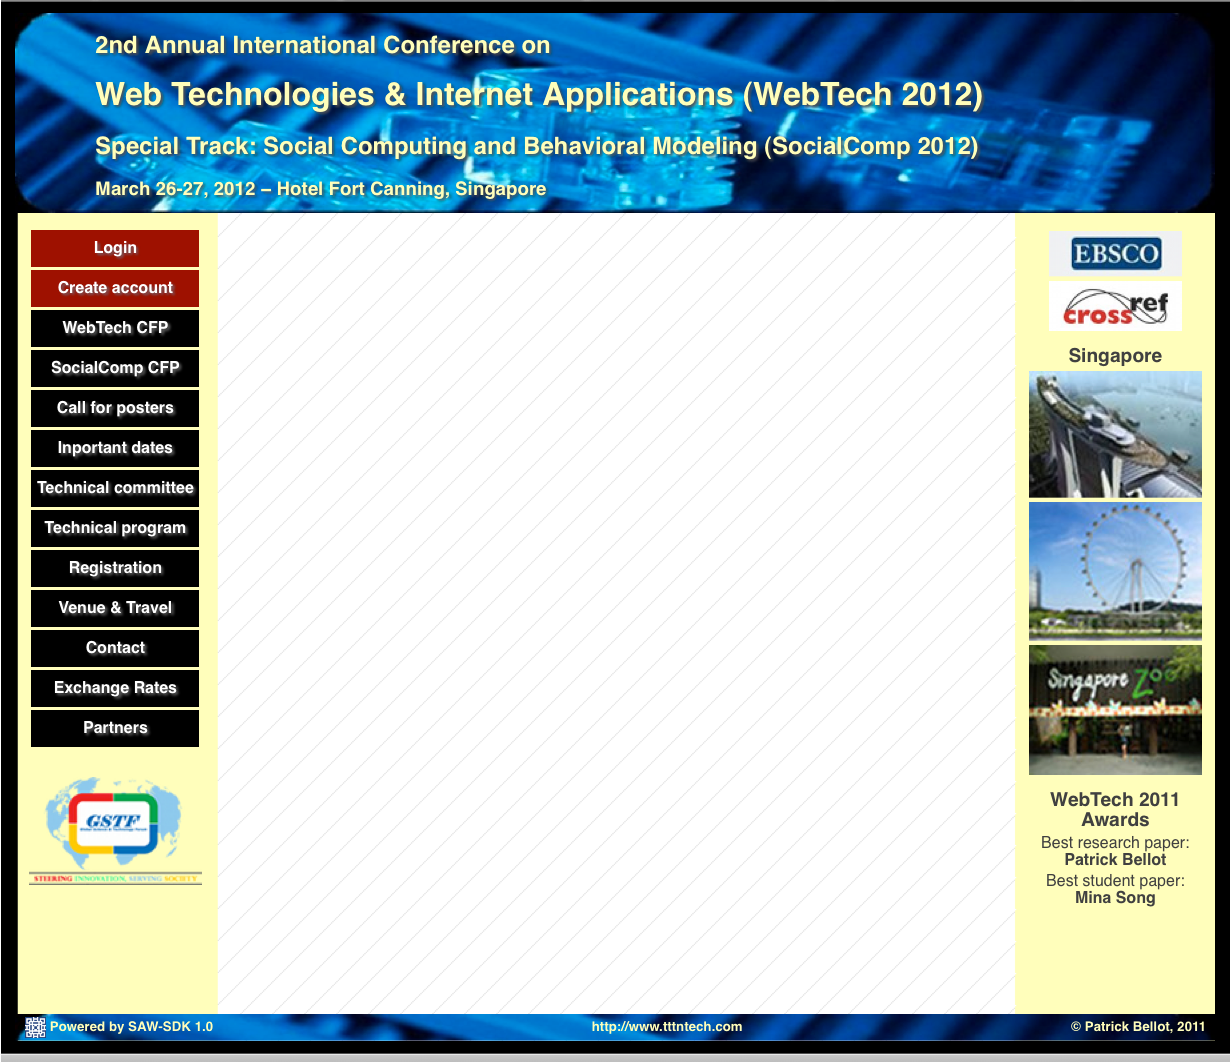 2nd Annual International Conference on
Web Technologies & Internet Applications (WebTech 2012)
Special Track: Social Computing and Behavioral Modeling (SocialComp 2012)
March 26-27, 2012 – Hotel Fort Canning, Singapore
Login
Create account
WebTech CFP
SocialComp CFP
Call for posters
Inportant dates
Technical committee
Technical program
Registration
Venue & Travel
Contact
Exchange Rates
Partners
GSTF
Global Science & Technology Forum
STEERING INNOVATION, SERVING SOCIETY
EBSCO
crossref
Singapore
Singapore Zoo
WebTech 2011
Awards
Best research paper:
Patrick Bellot
Best student paper:
Mina Song
Powered by SAW-SDK 1.0
http://www.tttntech.com
© Patrick Bellot, 2011